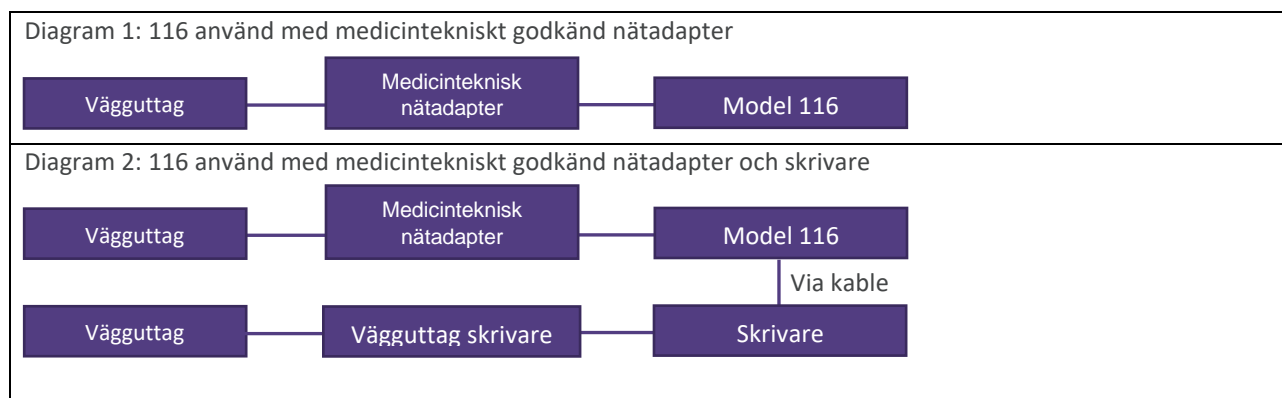 Diagram 1: 116 använd med medicintekniskt godkänd nätadapter
Vägguttag
Medicinteknisk
nätadapter
Model 116
Diagram 2: 116 använd med medicintekniskt godkänd nätadapter och skrivare
Vägguttag
Medicinteknisk
nätadapter
Model 116
Via kable
Vägguttag
Vägguttag skrivare
Skrivare